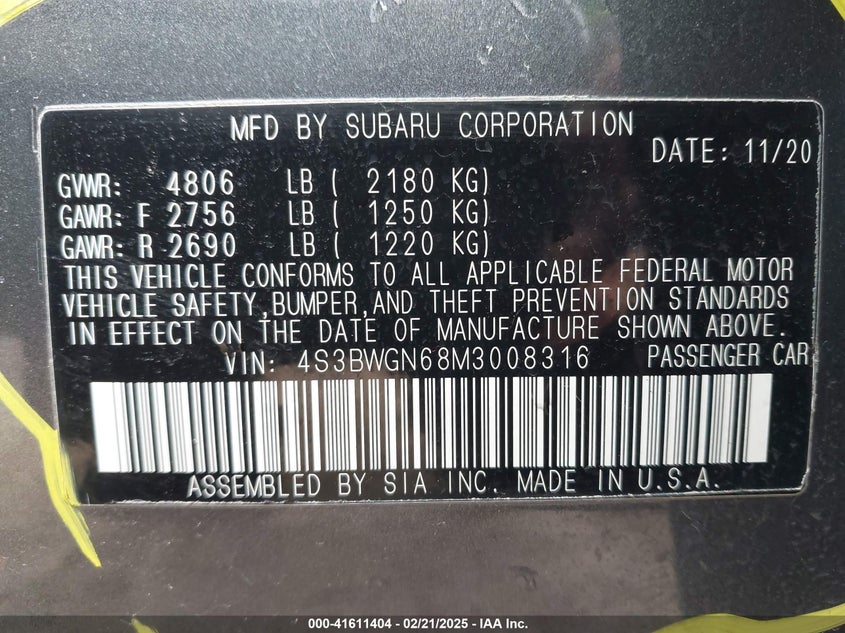 MFD BY SUBARU CORPORATION
DATE: 11/20
GVWR: 4806 LB ( 2180 KG)
GAWR: F 2756 LB ( 1250 KG)
GAWR: R 2690 LB ( 1220 KG)
THIS VEHICLE CONFORMS TO ALL APPLICABLE FEDERAL MOTOR
VEHICLE SAFETY,BUMPER,AND THEFT PREVENTION STANDARDS
IN EFFECT ON THE DATE OF MANUFACTURE SHOWN ABOVE.
VIN: 4S3BWGN68M3008316 PASSENGER CAR
ASSEMBLED BY SIA INC. MADE IN U.S.A.
000-41611404 - 02/21/2025 - IAA Inc.